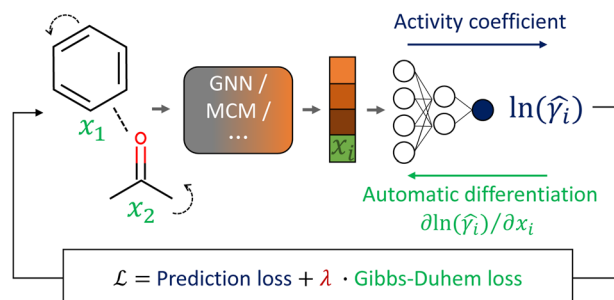 Activity coefficient
GNN /
MCM /
...
x₁
O
x₂
xᵢ
ln(γ̂ᵢ)
Automatic differentiation
∂ln(γ̂ᵢ)/∂xᵢ
ℒ = Prediction loss + λ · Gibbs-Duhem loss